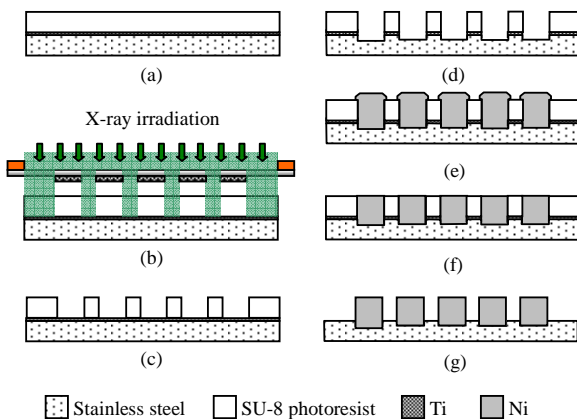 (a)
X-ray irradiation
(b)
(c)
(d)
(e)
(f)
(g)
Stainless steel SU-8 photoresist Ti Ni